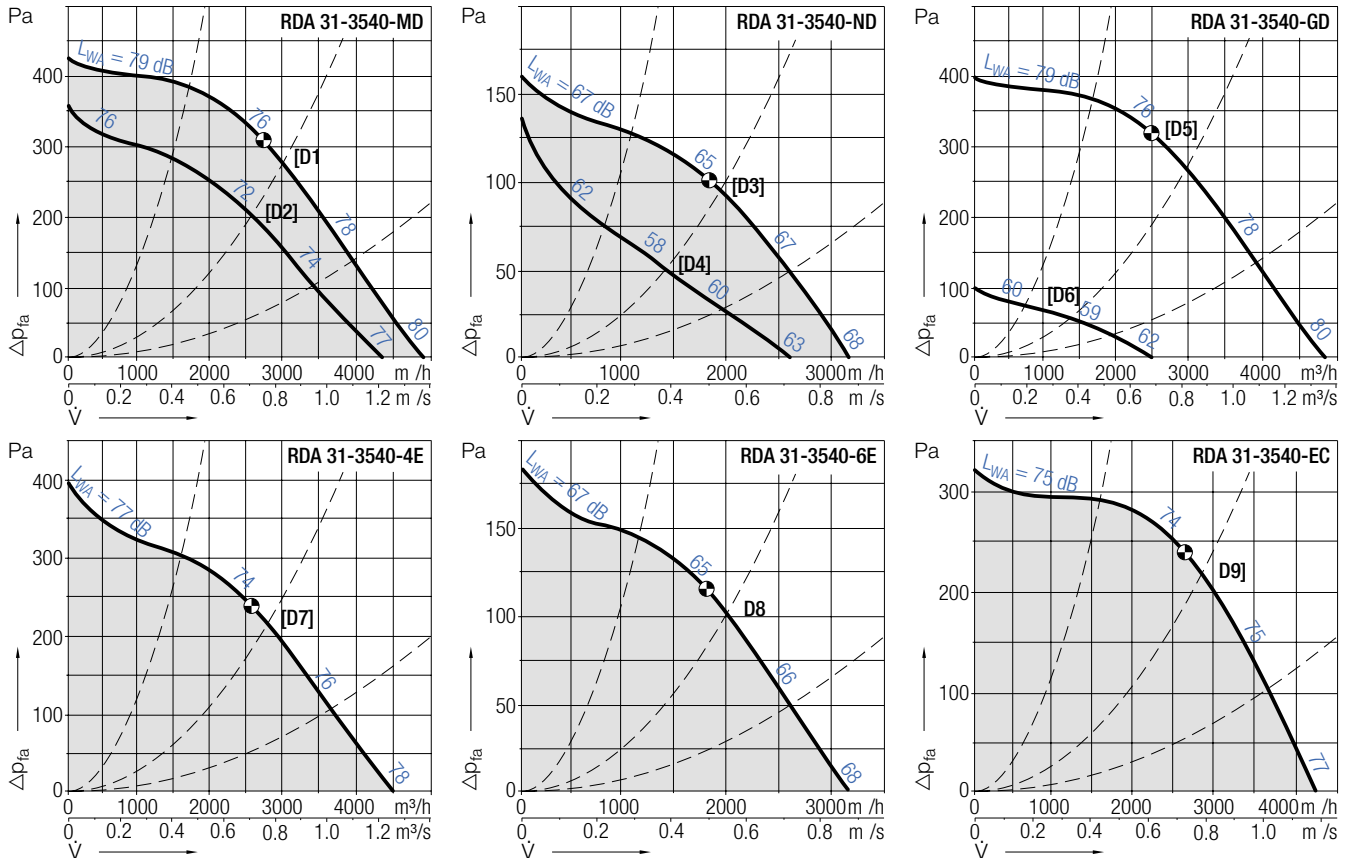 Pa
RDA 31-3540-MD
400
300
200
100
0
LWA = 79 dB
76
78
80
76
72
74
77
[D1
[D2]
Δpfa
0 1000 2000 3000 4000 m /h
0 0.2 0.4 0.6 0.8 1.0 1.2 m /s
V̇
Pa
RDA 31-3540-ND
150
100
50
0
LWA = 67 dB
65
67
68
62
58
60
63
[D3]
[D4]
Δpfa
0 1000 2000 3000 m /h
0 0.2 0.4 0.6 0.8 m /s
V̇
Pa
RDA 31-3540-GD
400
300
200
100
0
LWA = 79 dB
76
78
80
60
59
62
[D5]
[D6]
Δpfa
0 1000 2000 3000 4000 m³/h
0 0.2 0.4 0.6 0.8 1.0 1.2 m³/s
V̇
Pa
RDA 31-3540-4E
400
300
200
100
0
LWA = 77 dB
74
76
78
[D7]
Δpfa
0 1000 2000 3000 4000 m³/h
0 0.2 0.4 0.6 0.8 1.0 1.2 m³/s
V̇
Pa
RDA 31-3540-6E
150
100
50
0
LWA = 67 dB
65
66
68
D8
Δpfa
0 1000 2000 3000 m /h
0 0.2 0.4 0.6 0.8 m /s
V̇
Pa
RDA 31-3540-EC
300
200
100
0
LWA = 75 dB
74
75
77
D9]
Δpfa
0 1000 2000 3000 4000 m /h
0 0.2 0.4 0.6 0.8 1.0 m /s
V̇